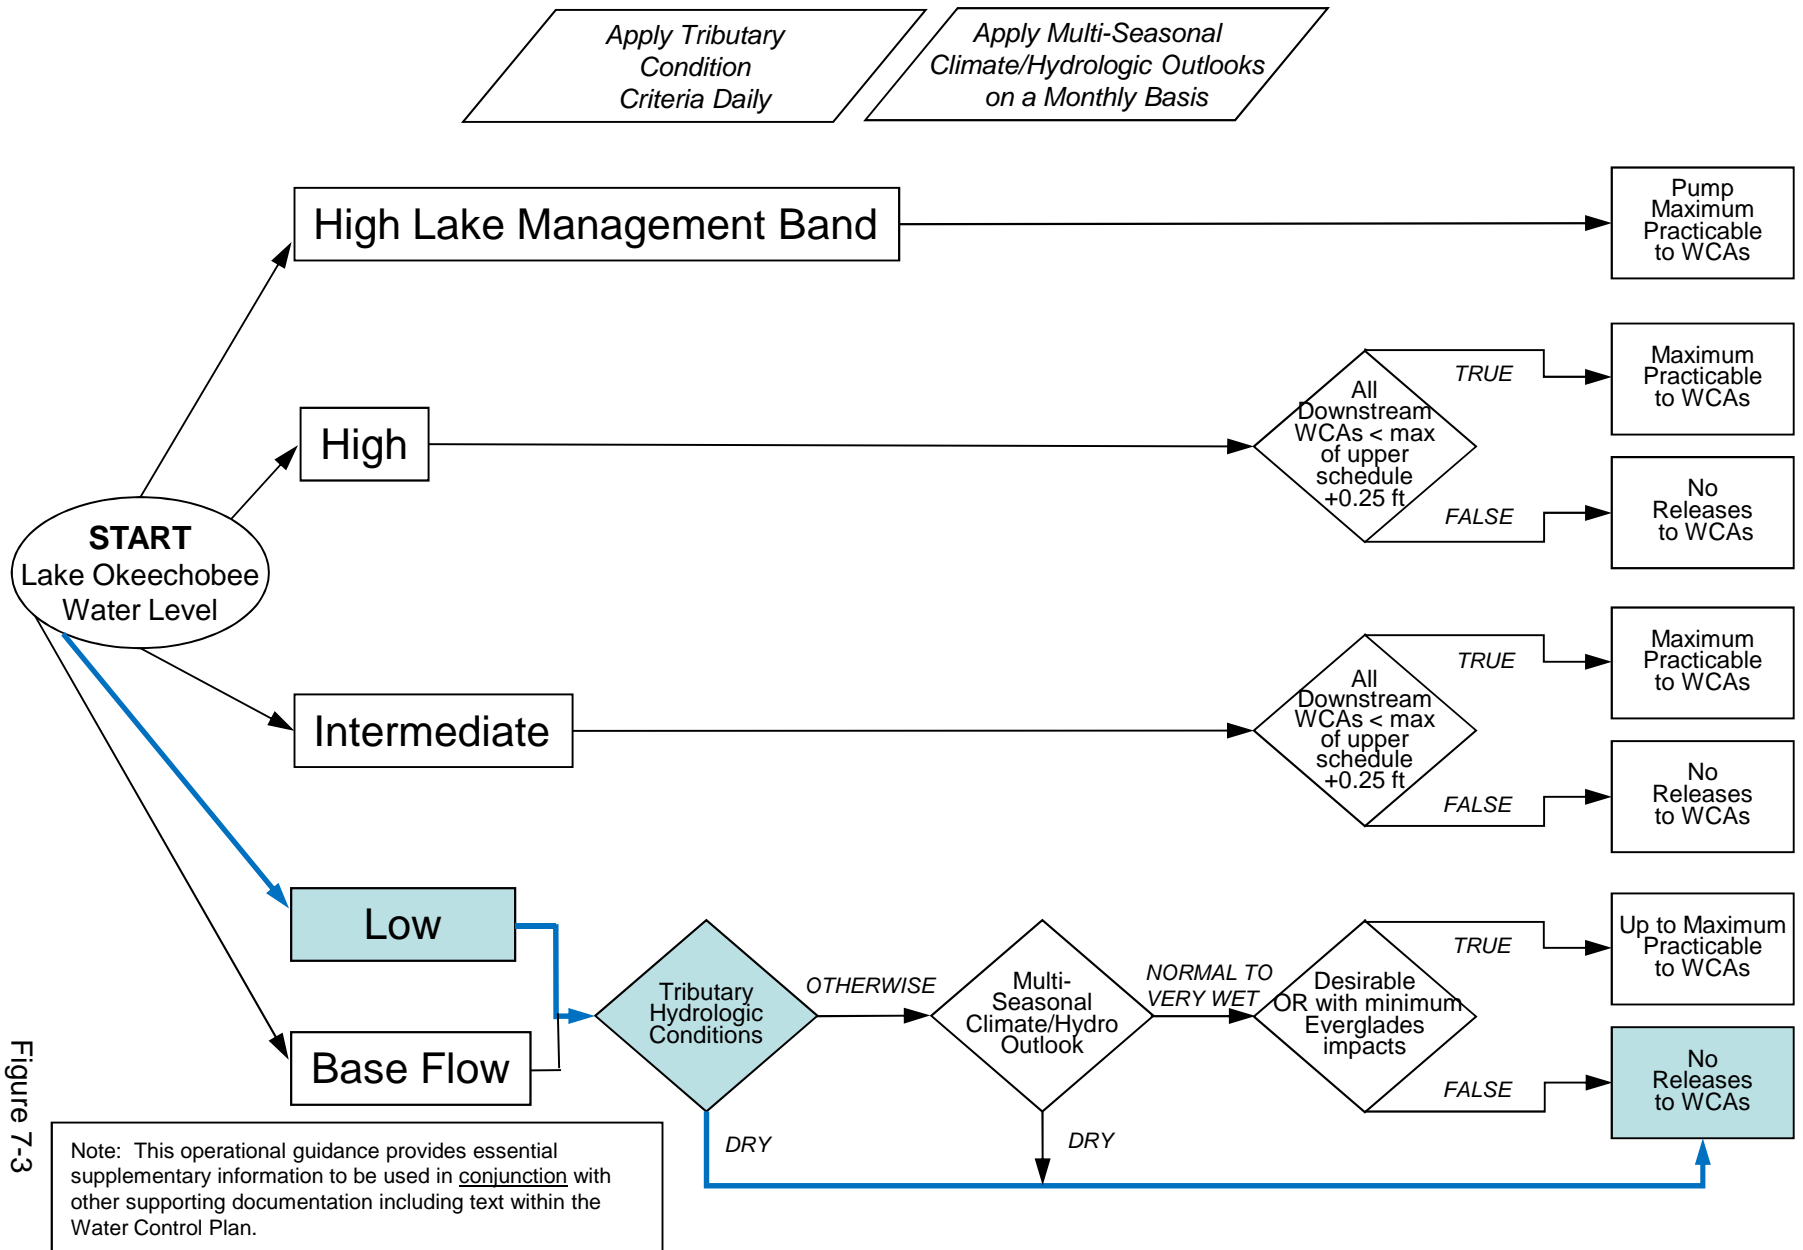 Apply Tributary
Condition
Criteria Daily
Apply Multi-Seasonal
Climate/Hydrologic Outlooks
on a Monthly Basis
High Lake Management Band
Pump
Maximum
Practicable
to WCAs
High
All
Downstream
WCAs < max
of upper
schedule
+0.25 ft
TRUE
Maximum
Practicable
to WCAs
FALSE
No
Releases
to WCAs
START
Lake Okeechobee
Water Level
Intermediate
All
Downstream
WCAs < max
of upper
schedule
+0.25 ft
TRUE
Maximum
Practicable
to WCAs
FALSE
No
Releases
to WCAs
Low
Base Flow
Tributary
Hydrologic
Conditions
OTHERWISE
DRY
Multi-
Seasonal
Climate/Hydro
Outlook
NORMAL TO
VERY WET
DRY
Desirable
OR with minimum
Everglades
impacts
TRUE
Up to Maximum
Practicable
to WCAs
FALSE
No
Releases
to WCAs
Figure 7-3
Note: This operational guidance provides essential
supplementary information to be used in conjunction with
other supporting documentation including text within the
Water Control Plan.